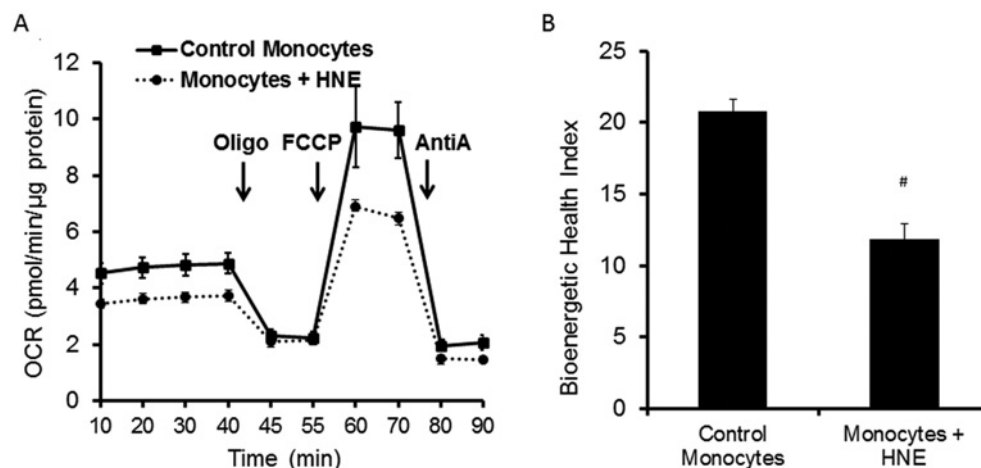 A
Control Monocytes
Monocytes + HNE
Oligo FCCP AntiA
OCR (pmol/min/µg protein)
12
10
8
6
4
2
0
10 20 30 40 45 55 60 70 80 90
Time (min)
B
Bioenergetic Health Index
25
20
15
10
5
0
#
Control Monocytes + 
Monocytes HNE